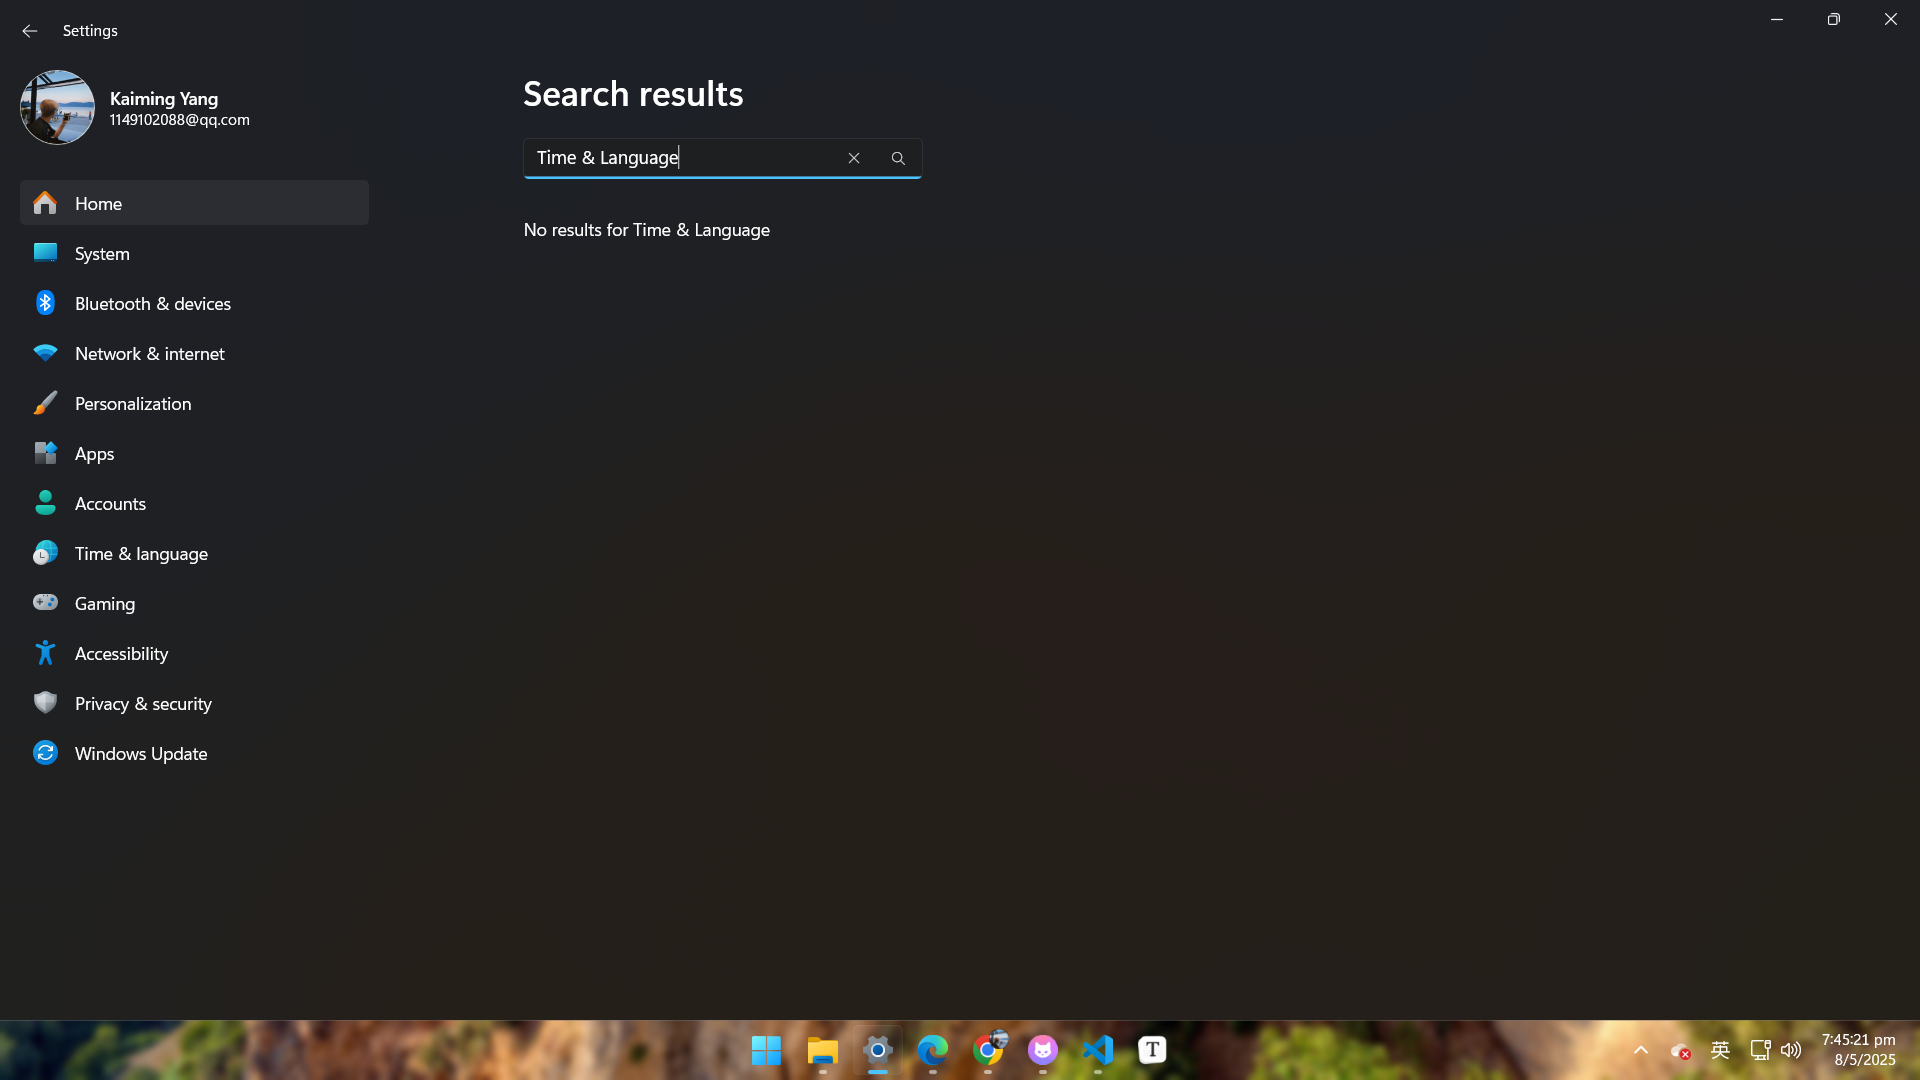 Settings
Kaiming Yang
1149102088@qq.com
Home
System
Bluetooth & devices
Network & internet
Personalization
Apps
Accounts
Time & language
Gaming
Accessibility
Privacy & security
Windows Update
Search results
Time & Language
No results for Time & Language
T
英
7:45:21 pm
8/5/2025